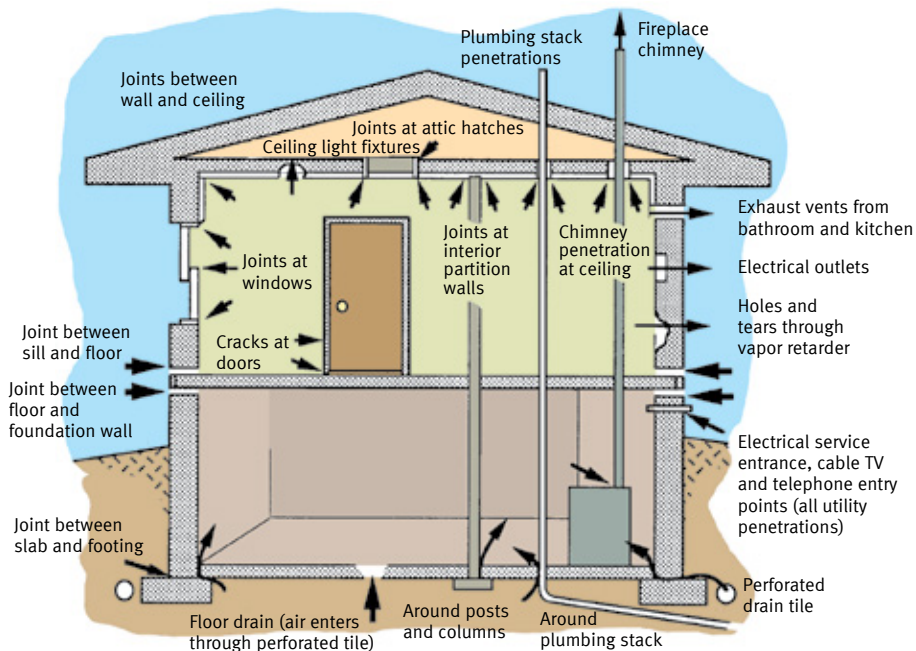 Plumbing stack
penetrations
Fireplace
chimney
Joints between
wall and ceiling
Joints at attic hatches
Ceiling light fixtures
Exhaust vents from
bathroom and kitchen
Joints at
interior
partition
walls
Chimney
penetration
at ceiling
Joints at
windows
Electrical outlets
Holes and
tears through
vapor retarder
Joint between
sill and floor
Cracks at
doors
Joint between
floor and
foundation wall
Electrical service
entrance, cable TV
and telephone entry
points (all utility
penetrations)
Joint between
slab and footing
Perforated
drain tile
Floor drain (air enters
through perforated tile)
Around posts
and columns
Around
plumbing stack